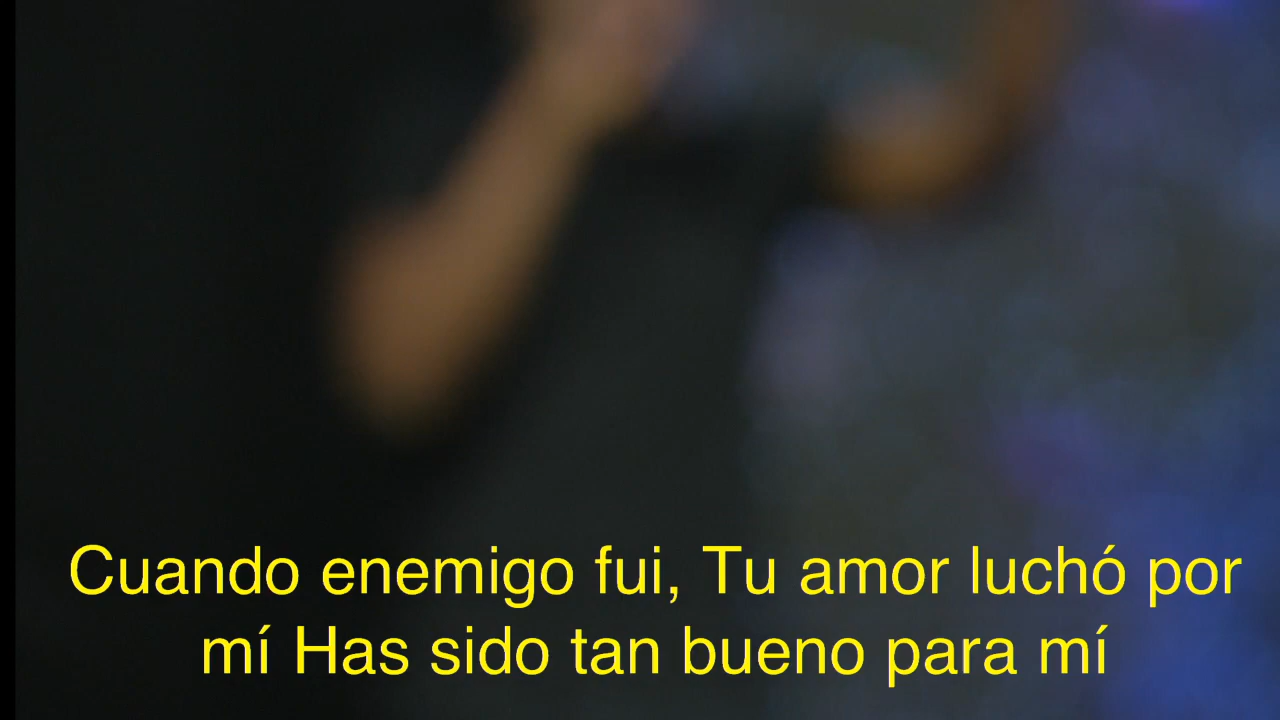 Cuando enemigo fui, Tu amor luchó por
mí Has sido tan bueno para mí